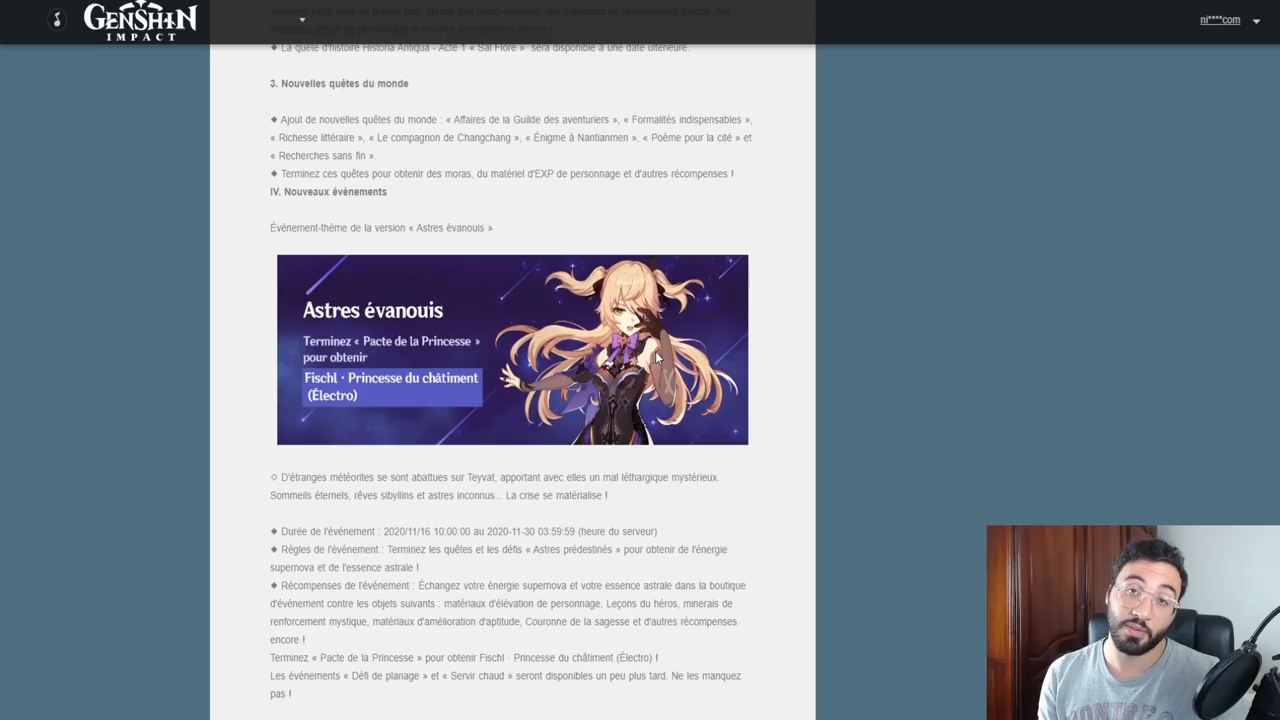 GENSHIN
IMPACT
ni****com
◆ La quête d'histoire Historia Antiqua - Acte 1 « Sal Flore » sera disponible à une date ultérieure.
3. Nouvelles quêtes du monde
◆ Ajout de nouvelles quêtes du monde : « Affaires de la Guilde des aventuriers », « Formalités indispensables »,
« Richesse littéraire », « Le compagnon de Changchang », « Énigme à Nantianmen », « Poème pour la cité » et
« Recherches sans fin ».
◆ Terminez ces quêtes pour obtenir des moras, du matériel d'EXP de personnage et d'autres récompenses !
IV. Nouveaux événements
Événement-thème de la version « Astres évanouis »
Astres évanouis
Terminez « Pacte de la Princesse »
pour obtenir
Fischl · Princesse du châtiment
(Électro)
◇ D'étranges météorites se sont abattues sur Teyvat, apportant avec elles un mal léthargique mystérieux.
Sommeils éternels, rêves sibyllins et astres inconnus... La crise se matérialise !
◆ Durée de l'événement : 2020/11/16 10:00:00 au 2020-11-30 03:59:59 (heure du serveur)
◆ Règles de l'événement : Terminez les quêtes et les défis « Astres prédestinés » pour obtenir de l'énergie
supernova et de l'essence astrale !
◆ Récompenses de l'événement : Échangez votre énergie supernova et votre essence astrale dans la boutique
d'événement contre les objets suivants : matériaux d'élévation de personnage, Leçons du héros, minerais de
renforcement mystique, matériaux d'amélioration d'aptitude, Couronne de la sagesse et d'autres récompenses
encore !
Terminez « Pacte de la Princesse » pour obtenir Fischl · Princesse du châtiment (Électro) !
Les événements « Défi de planage » et « Servir chaud » seront disponibles un peu plus tard. Ne les manquez
pas !